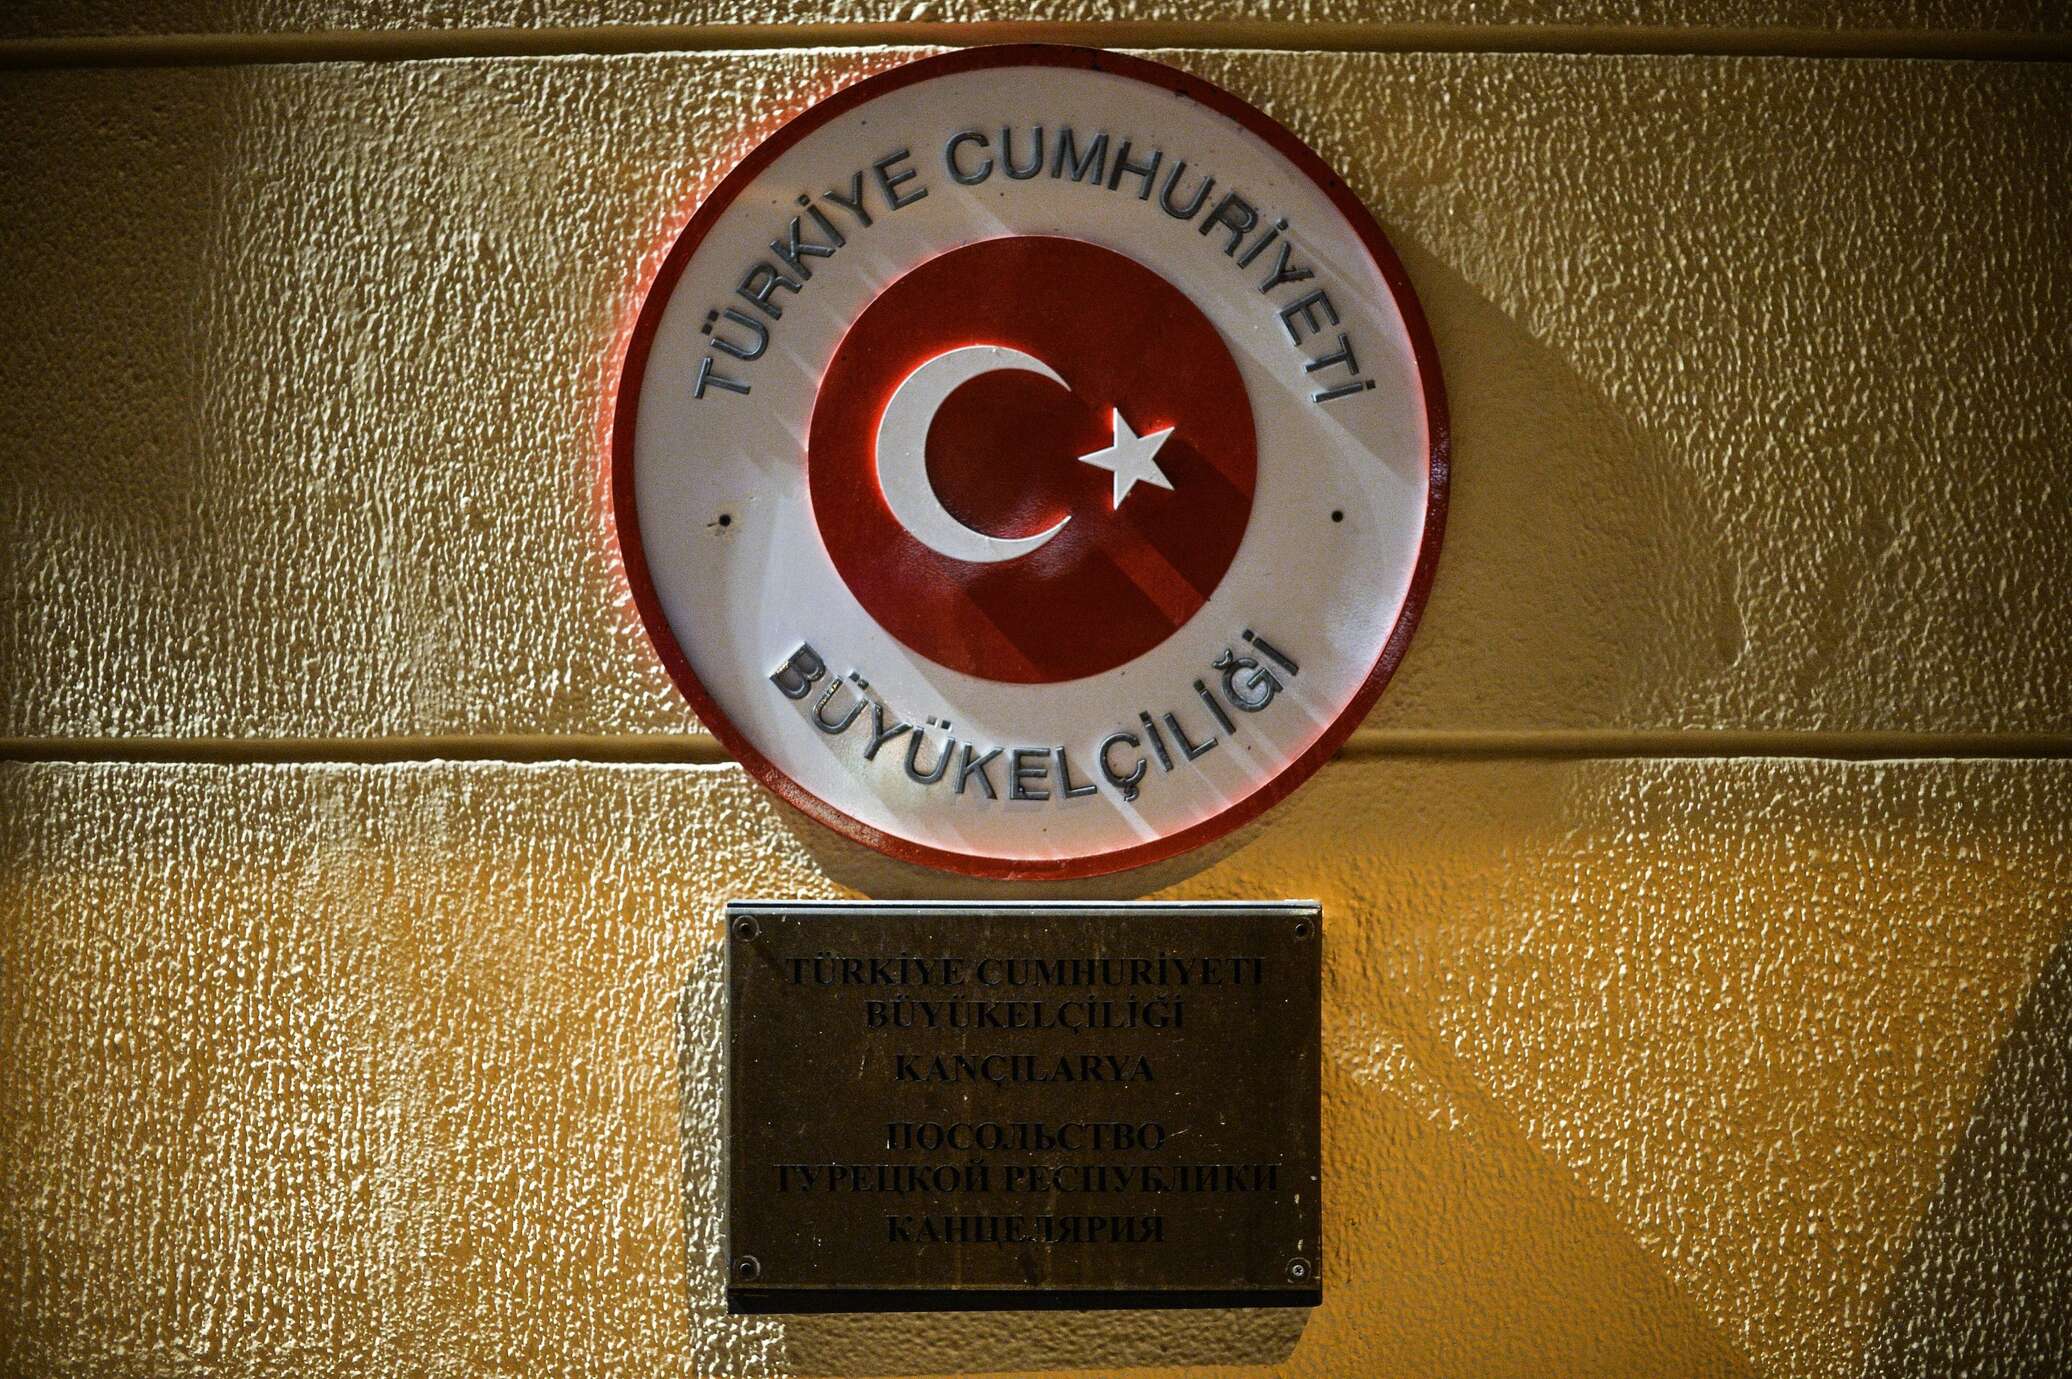 TÜRKİYE CUMHURİYETİ
BÜYÜKELÇİLİĞİ
TÜRKİYE CUMHURİYETI
BÜYÜKELÇİLİĞİ
KANÇILARYA
ПОСОЛЬСТВО
ТУРЕЦКОЙ РЕСПУБЛИКИ
КАНЦЕЛЯРИЯ